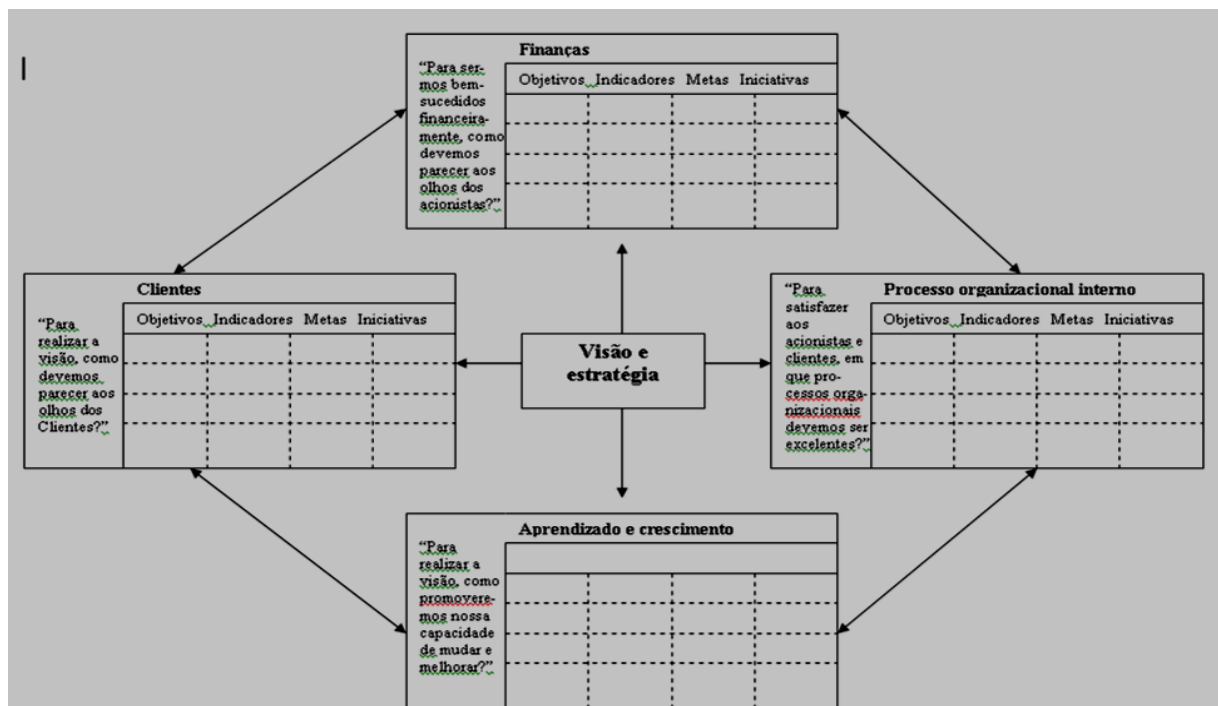 Finanças
“Para ser-
mos bem-
sucedidos
financeira-
mente, como
devemos
parecer aos
olhos dos
acionistas?”
Objetivos Indicadores Metas Iniciativas
Clientes
“Para
realizar a
visão, como
devemos
parecer aos
olhos dos
Clientes?”
Objetivos Indicadores Metas Iniciativas
Visão e
estratégia
Processo organizacional interno
“Para
satisfazer
aos
acionistas e
clientes, em
que pro-
cessos orga-
nizacionais
devemos ser
excelentes?”
Objetivos Indicadores Metas Iniciativas
Aprendizado e crescimento
“Para
realizar a
visão, como
promovere-
mos nossa
capacidade
de mudar e
melhorar?”